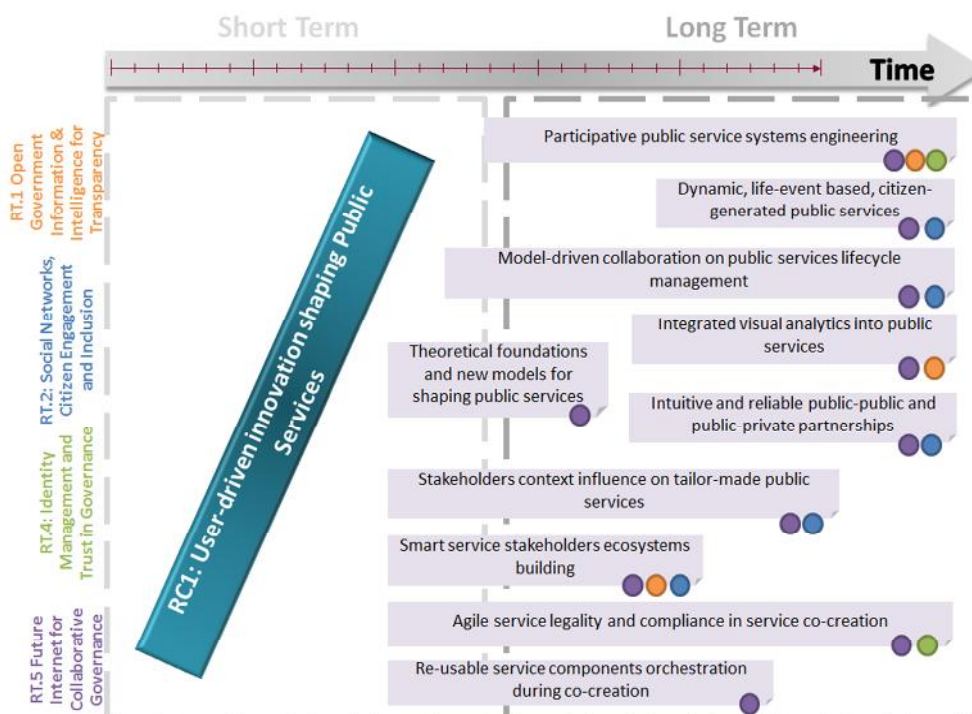 Short Term
Long Term
Time
RT.1 Open
Government
Information &
Intelligence for
Transparency
RT.2: Social Networks,
Citizen Engagement
and Inclusion
RT.4: Identity
Management and
Trust in Governance
RT.5 Future
Internet for
Collaborative
Governance
RC1: User-driven innovation shaping Public
Services
Participative public service systems engineering
Dynamic, life-event based, citizen-
generated public services
Model-driven collaboration on public services lifecycle
management
Integrated visual analytics into public
services
Theoretical foundations
and new models for
shaping public services
Intuitive and reliable public-public and
public-private partnerships
Stakeholders context influence on tailor-made public
services
Smart service stakeholders ecosystems
building
Agile service legality and compliance in service co-creation
Re-usable service components orchestration
during co-creation